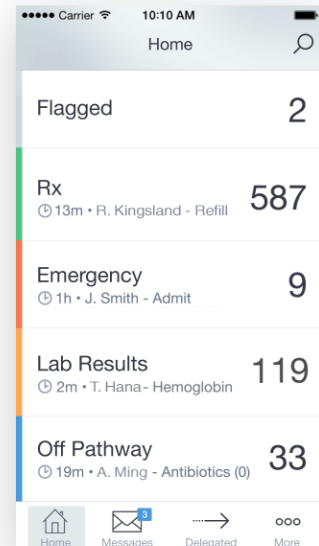 Carrier 10:10 AM
Home
Flagged 2
Rx 587
13m • R. Kingsland - Refill
Emergency 9
1h • J. Smith - Admit
Lab Results 119
2m • T. Hana- Hemoglobin
Off Pathway 33
19m • A. Ming - Antibiotics (0)
3
Home Messages Delegated More